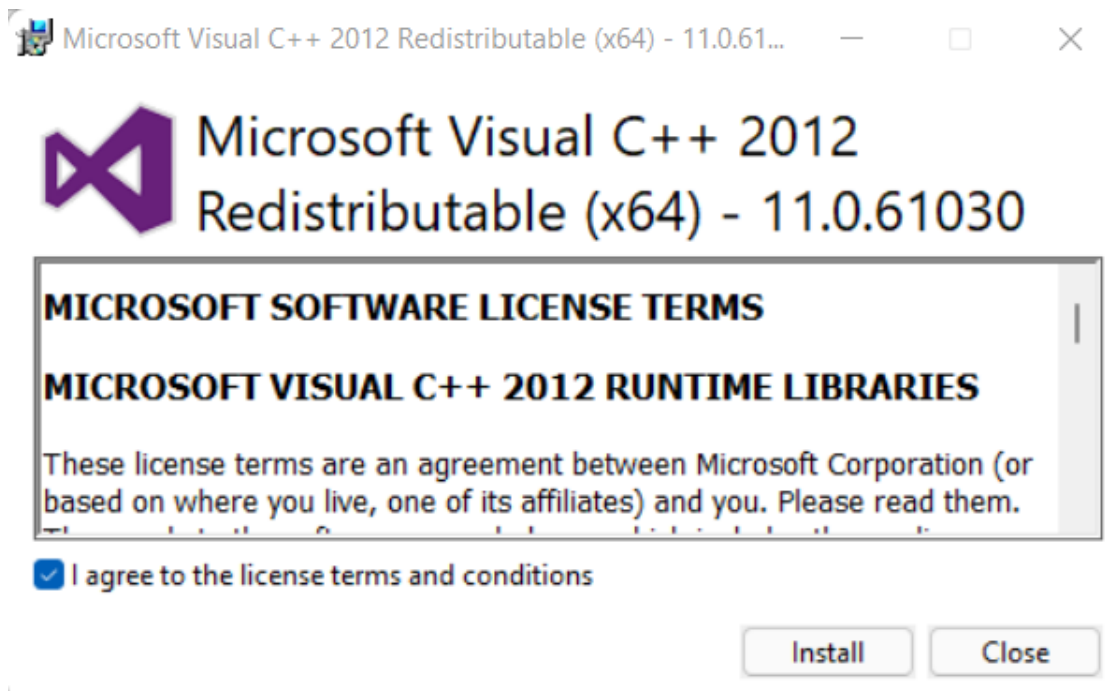 Microsoft Visual C++ 2012 Redistributable (x64) - 11.0.61...
Microsoft Visual C++ 2012
Redistributable (x64) - 11.0.61030
MICROSOFT SOFTWARE LICENSE TERMS
MICROSOFT VISUAL C++ 2012 RUNTIME LIBRARIES
These license terms are an agreement between Microsoft Corporation (or
based on where you live, one of its affiliates) and you. Please read them.
I agree to the license terms and conditions
Install
Close